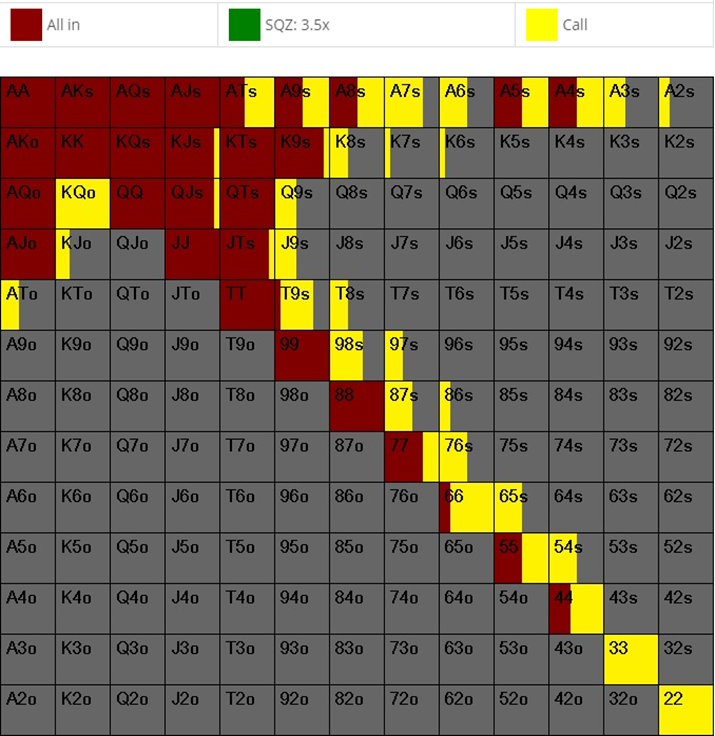 All in SQZ: 3.5x Call
AA AKs AQs AJs ATs A9s A8s A7s A6s A5s A4s A3s A2s
AKo KK KQs KJs KTs K9s K8s K7s K6s K5s K4s K3s K2s
AQo KQo QQ QJs QTs Q9s Q8s Q7s Q6s Q5s Q4s Q3s Q2s
AJo KJo QJo JJ JTs J9s J8s J7s J6s J5s J4s J3s J2s
ATo KTo QTo JTo TT T9s T8s T7s T6s T5s T4s T3s T2s
A9o K9o Q9o J9o T9o 99 98s 97s 96s 95s 94s 93s 92s
A8o K8o Q8o J8o T8o 98o 88 87s 86s 85s 84s 83s 82s
A7o K7o Q7o J7o T7o 97o 87o 77 76s 75s 74s 73s 72s
A6o K6o Q6o J6o T6o 96o 86o 76o 66 65s 64s 63s 62s
A5o K5o Q5o J5o T5o 95o 85o 75o 65o 55 54s 53s 52s
A4o K4o Q4o J4o T4o 94o 84o 74o 64o 54o 44 43s 42s
A3o K3o Q3o J3o T3o 93o 83o 73o 63o 53o 43o 33 32s
A2o K2o Q2o J2o T2o 92o 82o 72o 62o 52o 42o 32o 22